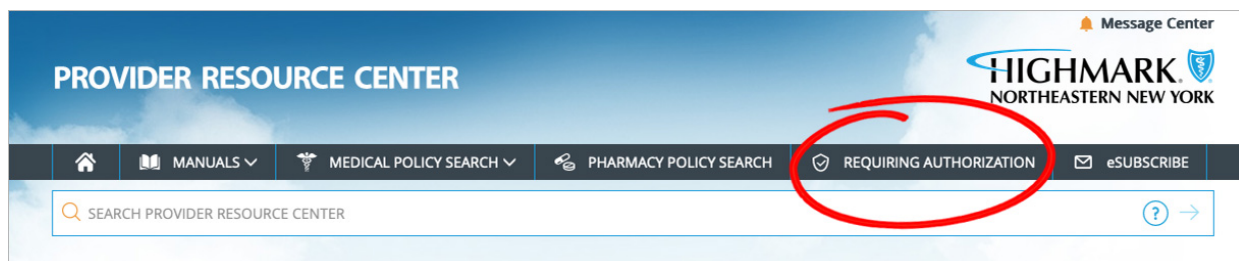 Message Center
PROVIDER RESOURCE CENTER
HIGHMARK.
NORTHEASTERN NEW YORK
MANUALS MEDICAL POLICY SEARCH PHARMACY POLICY SEARCH REQUIRING AUTHORIZATION eSUBSCRIBE
SEARCH PROVIDER RESOURCE CENTER ?